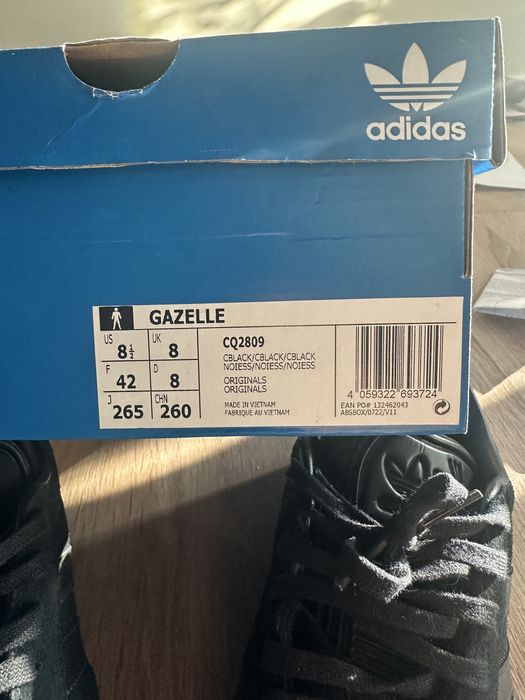 adidas
GAZELLE
US 8½ UK 8
F 42 D 8
J 265 CHN 260
CQ2809
CBLACK/CBLACK/CBLACK
NOIESS/NOIESS/NOIESS
ORIGINALS
ORIGINALS
MADE IN VIETNAM
FABRIQUE AU VIETNAM
4 059322 693724
EAN PO# 132462043
ABSBOX/0722/V11